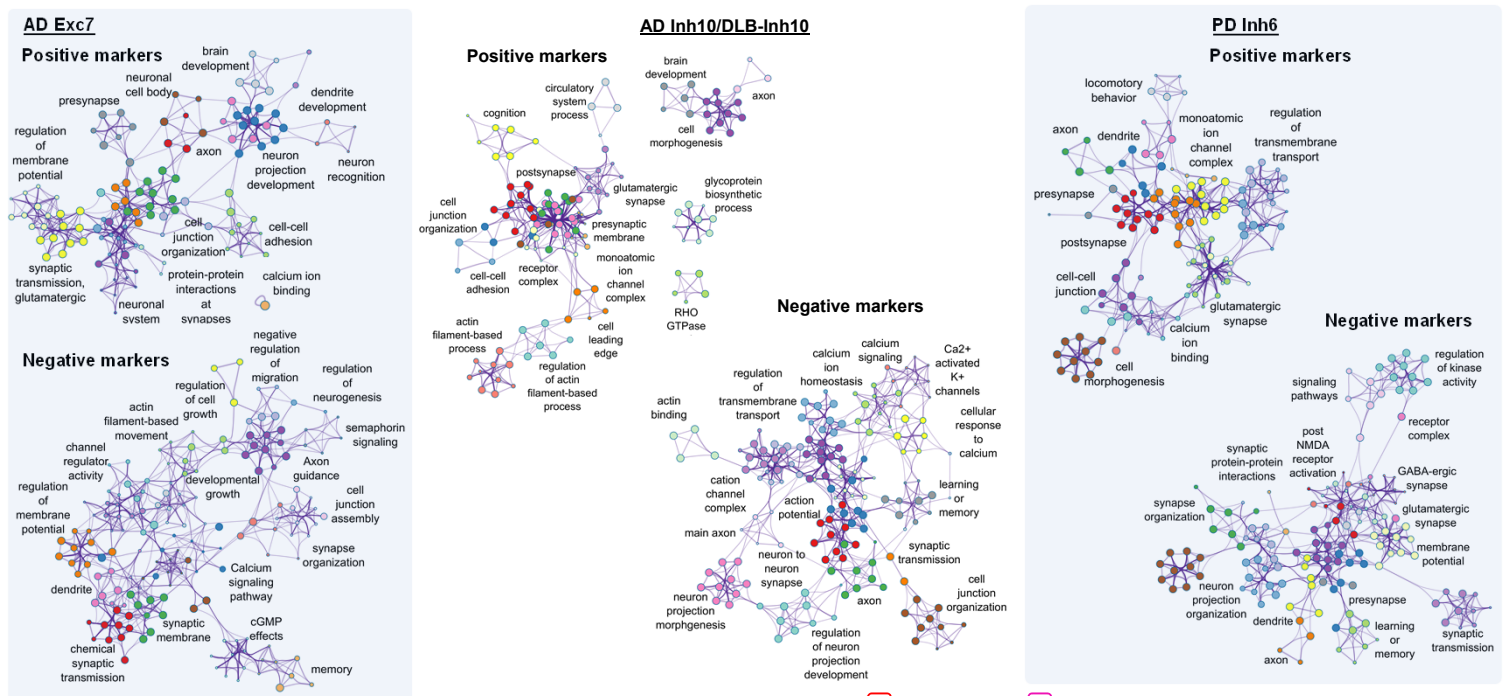 AD Exc7
Positive markers
brain
development
neuronal
cell body
dendrite
development
presynapse
regulation
of
membrane
potential
axon
neuron
projection
development
neuron
recognition
cell
junction
organization
cell-cell
adhesion
synaptic
transmission,
glutamatergic
protein-protein
interactions
at
synapses
calcium ion
binding
neuronal
system
Negative markers
negative
regulation
of
migration
regulation
of cell
growth
regulation
of
neurogenesis
actin
filament-based
movement
semaphorin
signaling
channel
regulator
activity
Axon
guidance
developmental
growth
regulation
of
membrane
potential
cell
junction
assembly
synapse
organization
dendrite
Calcium
signaling
pathway
synaptic
membrane
cGMP
effects
chemical
synaptic
transmission
memory
AD Inh10/DLB-Inh10
Positive markers
brain
development
axon
circulatory
system
process
cognition
cell
morphogenesis
postsynapse
glutamatergic
synapse
glycoprotein
biosynthetic
process
cell
junction
organization
presynaptic
membrane
monoatomic
ion
channel
complex
cell-cell
adhesion
receptor
complex
RHO
GTPase
actin
filament-based
process
cell
leading
edge
regulation
of actin
filament-based
process
Negative markers
calcium
signaling
Ca2+
activated
K+
channels
calcium
ion
homeostasis
regulation
of
transmembrane
transport
actin
binding
cellular
response
to
calcium
cation
channel
complex
action
potential
learning
or
memory
main axon
neuron to
neuron
synapse
synaptic
transmission
neuron
projection
morphgenesis
axon
cell
junction
organization
regulation
of neuron
projection
development
PD Inh6
Positive markers
locomotory
behavior
monoatomic
ion
channel
complex
regulation
of
transmembrane
transport
axon
dendrite
presynapse
postsynapse
cell-cell
junction
glutamatergic
synapse
calcium
ion
binding
cell
morphogenesis
Negative markers
regulation
of kinase
activity
signaling
pathways
receptor
complex
post
NMDA
receptor
activation
synaptic
protein-protein
interactions
GABA-ergic
synapse
synapse
organization
glutamatergic
synapse
membrane
potential
neuron
projection
organization
presynapse
dendrite
learning
or
memory
synaptic
transmission
axon